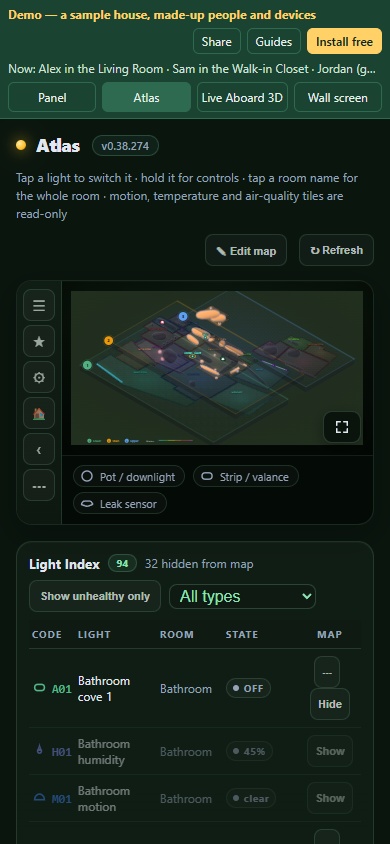 Demo — a sample house, made-up people and devices
Share
Guides
Install free
Now: Alex in the Living Room · Sam in the Walk-in Closet · Jordan (g...
Panel
Atlas
Live Aboard 3D
Wall screen
Atlas
v0.38.274
Tap a light to switch it · hold it for controls · tap a room name for
the whole room · motion, temperature and air-quality tiles are
read-only
✎ Edit map
↻ Refresh
Pot / downlight
Strip / valance
Leak sensor
Light Index
94
32 hidden from map
Show unhealthy only
All types
CODE LIGHT ROOM STATE MAP
A01 Bathroom cove 1 Bathroom OFF
Hide
H01 Bathroom humidity Bathroom 45% Show
M01 Bathroom motion Bathroom clear Show